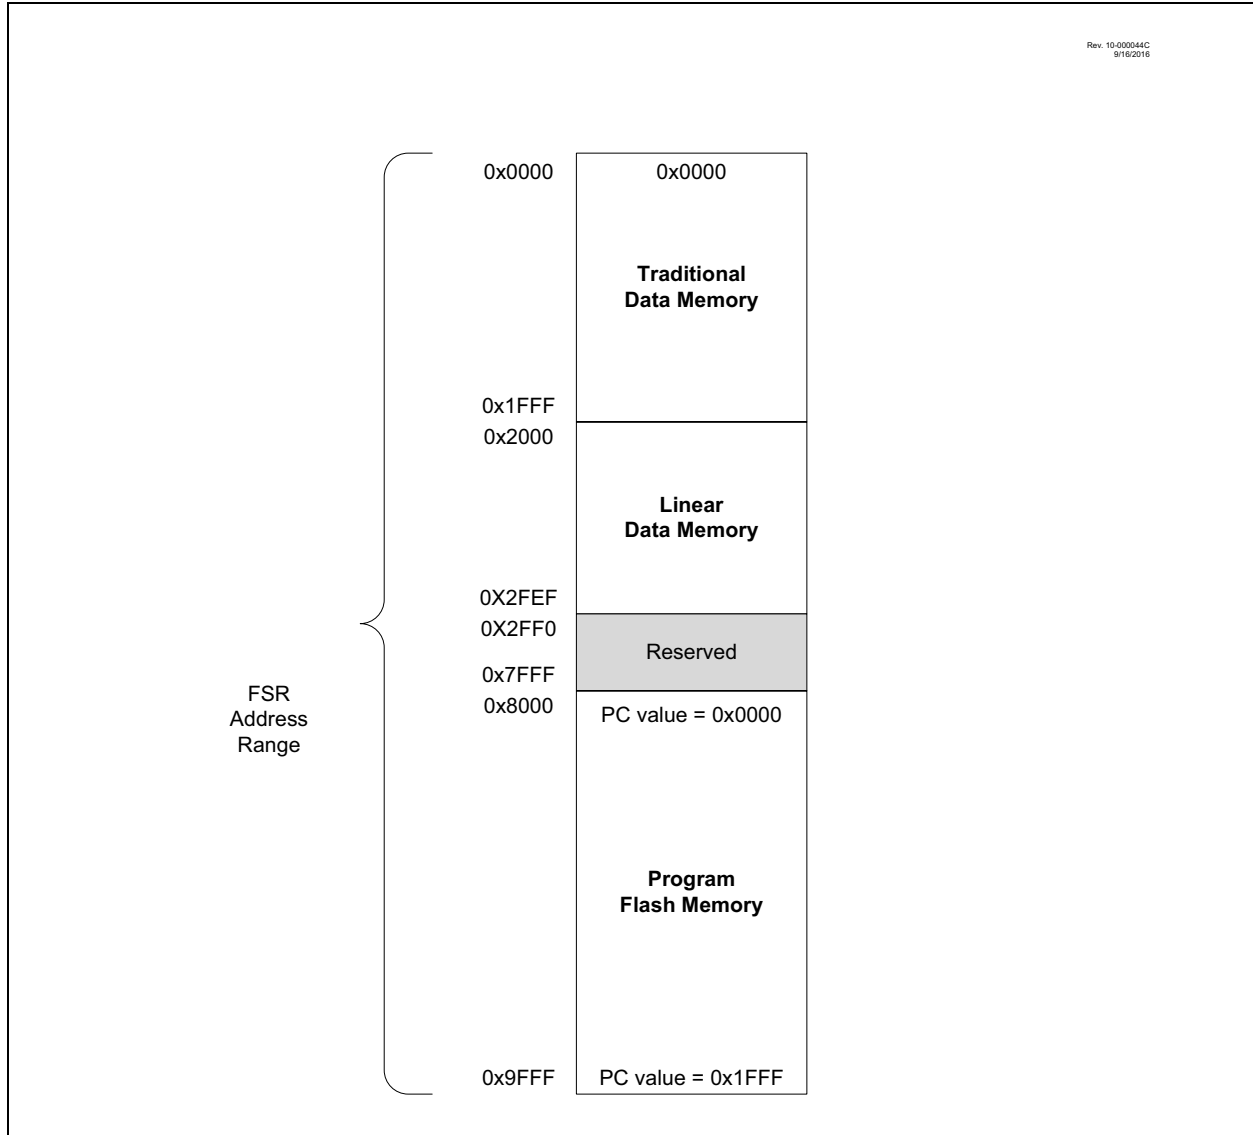 Rev. 10-000044C
9/16/2016
0x0000
0x0000
Traditional
Data Memory
0x1FFF
0x2000
Linear
Data Memory
0X2FEF
0X2FF0
Reserved
0x7FFF
0x8000
PC value = 0x0000
FSR
Address
Range
Program
Flash Memory
0x9FFF
PC value = 0x1FFF